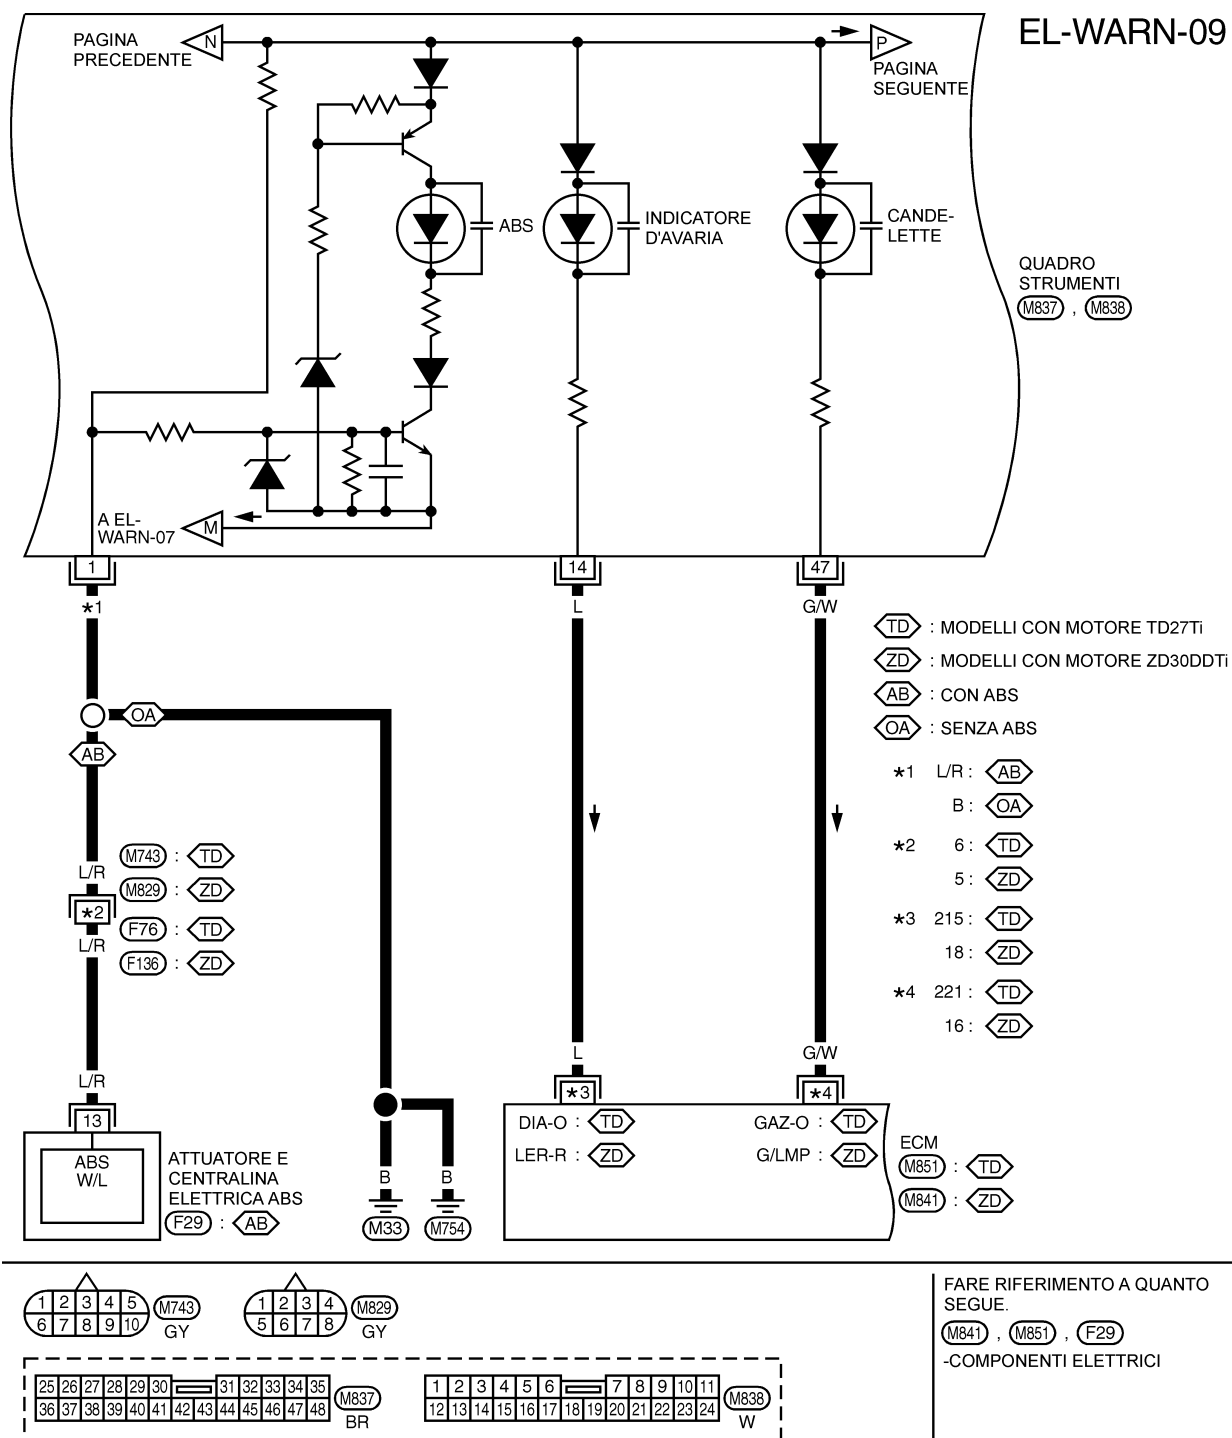 EL-WARN-09
PAGINA
PRECEDENTE
N
P
PAGINA
SEGUENTE
ABS
INDICATORE
D'AVARIA
CANDE-
LETTE
QUADRO
STRUMENTI
M837 , M838
A EL-
WARN-07
M
1
14
47
*1
L
G/W
TD : MODELLI CON MOTORE TD27Ti
ZD : MODELLI CON MOTORE ZD30DDTi
AB : CON ABS
OA : SENZA ABS
OA
AB
*1 L/R : AB
B : OA
*2 6 : TD
5 : ZD
*3 215 : TD
18 : ZD
*4 221 : TD
16 : ZD
L/R
M743 : TD
M829 : ZD
*2
F76 : TD
L/R
F136 : ZD
L/R
L
G/W
13
*3
*4
ABS
W/L
ATTUATORE E
CENTRALINA
ELETTRICA ABS
F29 : AB
B
B
M33
M754
DIA-O : TD
LER-R : ZD
GAZ-O : TD
G/LMP : ZD
ECM
M851 : TD
M841 : ZD
1 2 3 4 5
6 7 8 9 10
M743
GY
1 2 3 4
5 6 7 8
M829
GY
25 26 27 28 29 30 31 32 33 34 35
36 37 38 39 40 41 42 43 44 45 46 47 48
M837
BR
1 2 3 4 5 6 7 8 9 10 11
12 13 14 15 16 17 18 19 20 21 22 23 24
M838
W
FARE RIFERIMENTO A QUANTO
SEGUE.
M841 , M851 , F29
-COMPONENTI ELETTRICI